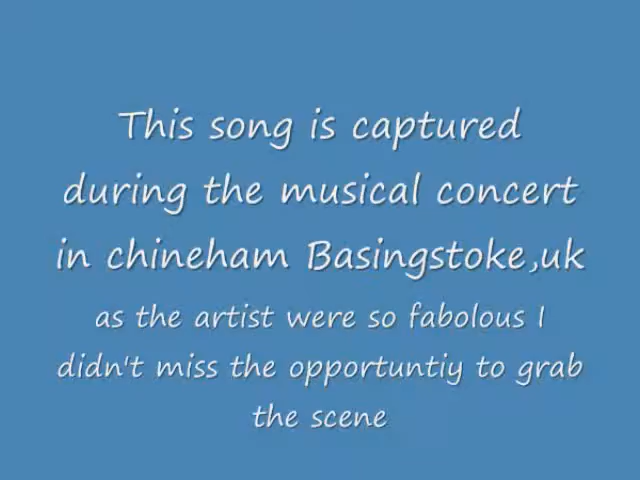 This song is captured
during the musical concert
in chineham Basingstoke,uk
as the artist were so fabolous I
didn't miss the opportuntiy to grab
the scene